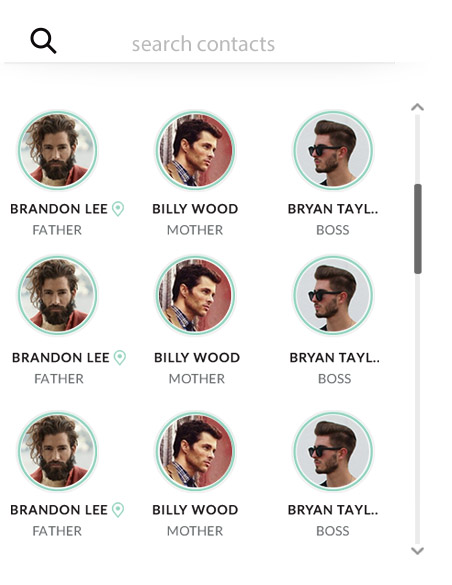 search contacts
BRANDON LEE BILLY WOOD BRYAN TAYL..
FATHER MOTHER BOSS
BRANDON LEE BILLY WOOD BRYAN TAYL..
FATHER MOTHER BOSS
BRANDON LEE BILLY WOOD BRYAN TAYL..
FATHER MOTHER BOSS